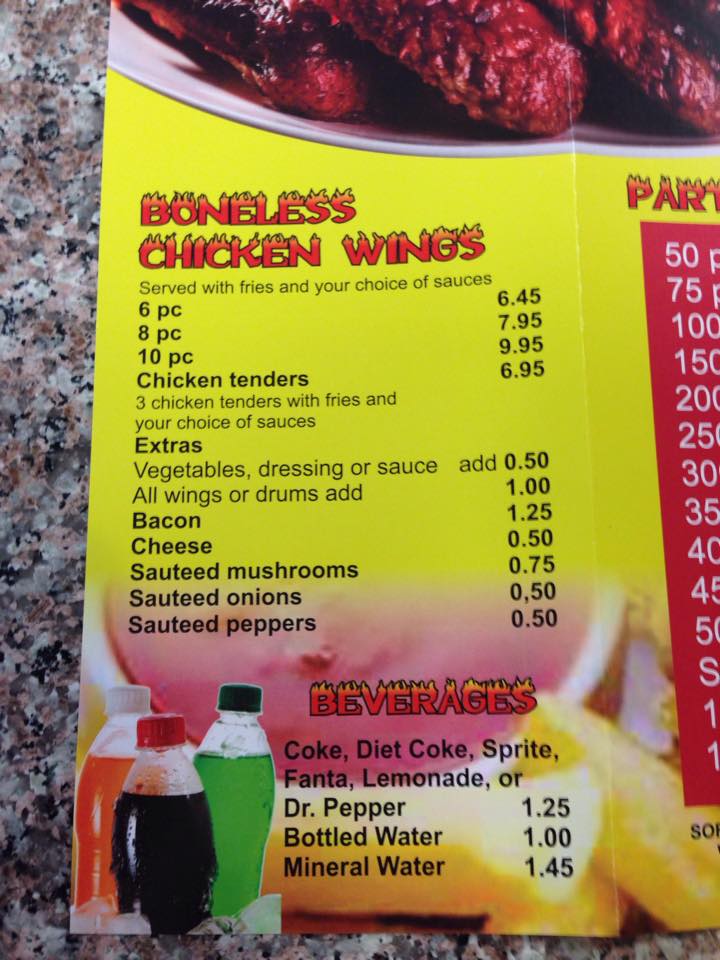 BONELESS
CHICKEN WINGS
Served with fries and your choice of sauces
6 pc 6.45
8 pc 7.95
10 pc 9.95
Chicken tenders 6.95
3 chicken tenders with fries and
your choice of sauces
Extras
Vegetables, dressing or sauce add 0.50
All wings or drums add 1.00
Bacon 1.25
Cheese 0.50
Sauteed mushrooms 0.75
Sauteed onions 0,50
Sauteed peppers 0.50
BEVERAGES
Coke, Diet Coke, Sprite,
Fanta, Lemonade, or
Dr. Pepper 1.25
Bottled Water 1.00
Mineral Water 1.45
50
75
100
150